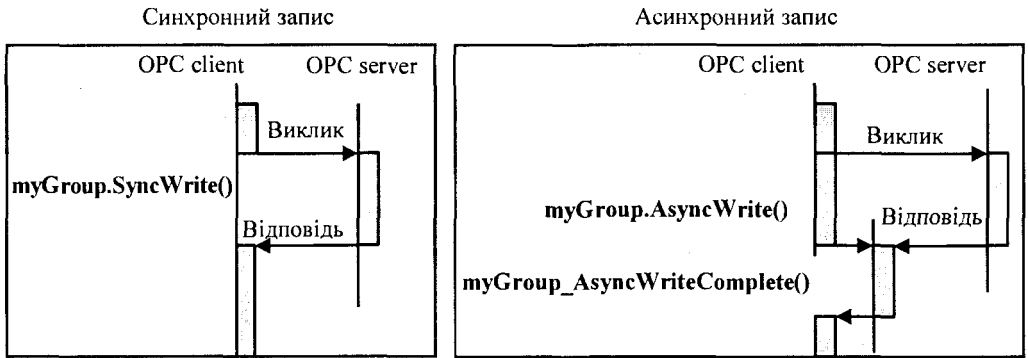 Синхронний запис
Асинхронний запис
OPC client OPC server
Виклик
myGroup.SyncWrite()
Відповідь
OPC client OPC server
Виклик
myGroup.AsyncWrite()
Відповідь
myGroup_AsyncWriteComplete()